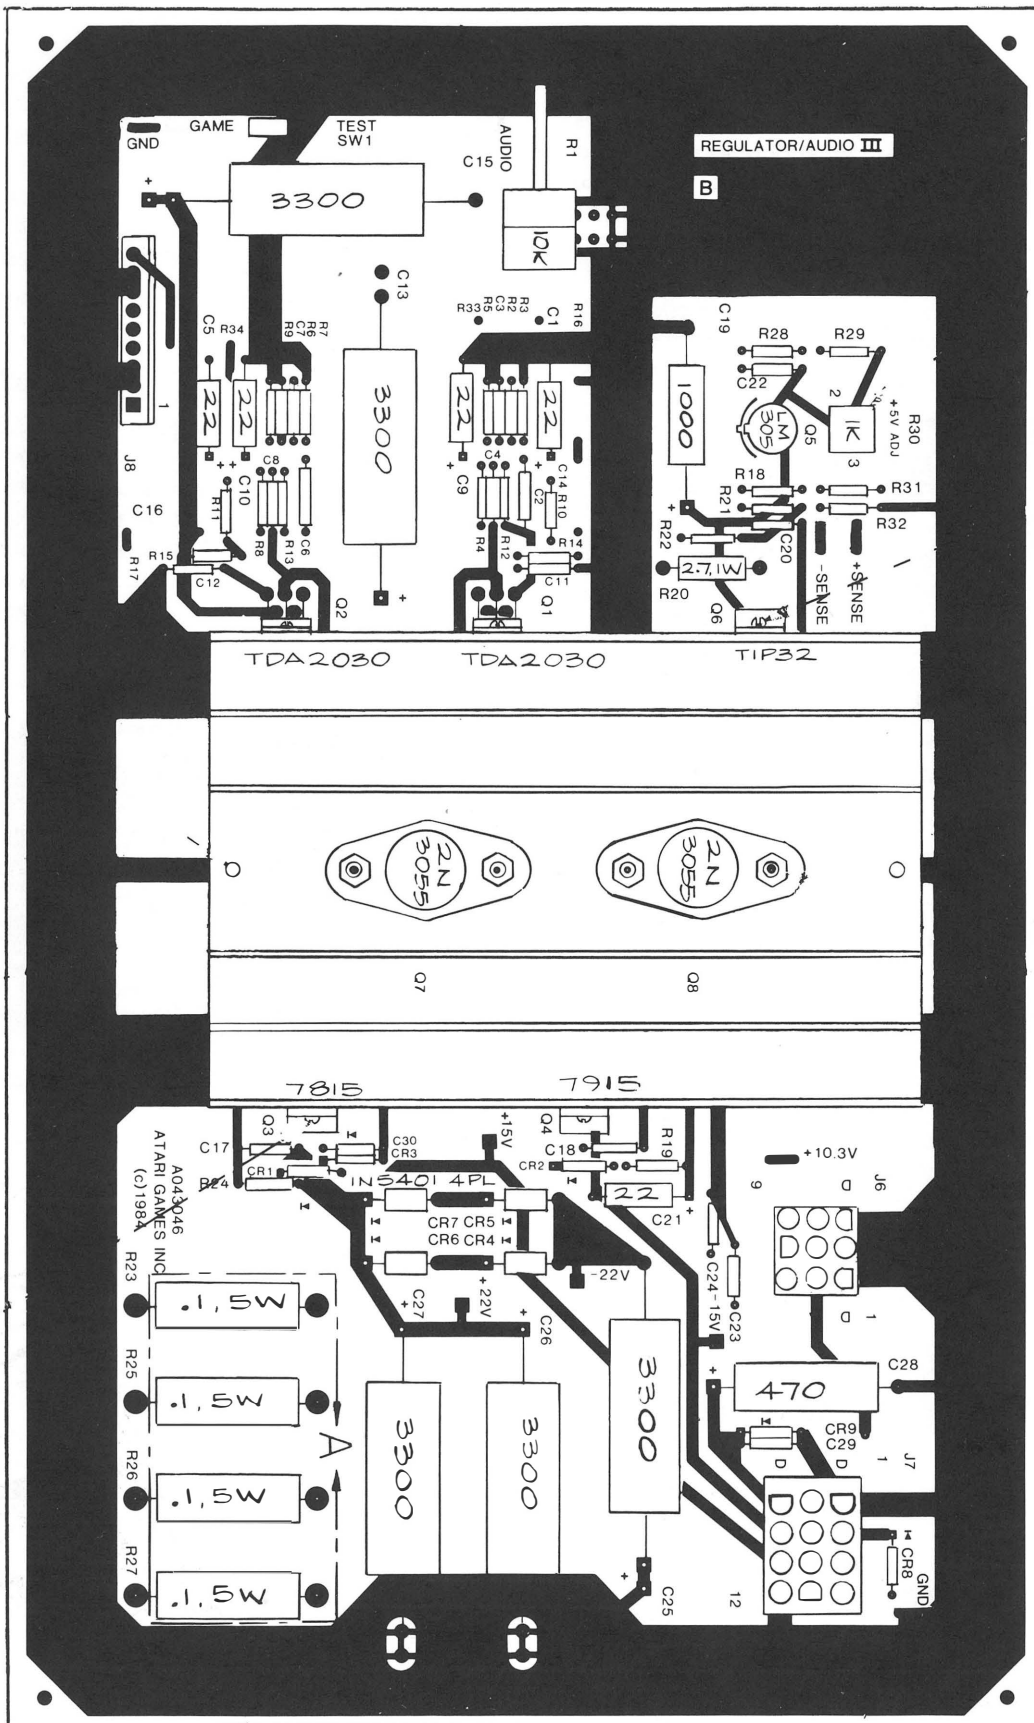 GAME
TEST
SW1
GND
AUDIO
R1
C15
REGULATOR/AUDIO III
B
+
3300
10K
C13
R33
R5
C3
R2
R3
C1
R16
C19
R28
R29
C5
R34
R9
C7
R6
R7
C22
2
+5V ADJ
R30
22
22
3300
22
22
1000
LM
305
Q5
1K
3
1
J8
+
+
C10
C8
+
C9
C4
+
C14
R18
R31
C16
R11
R10
C2
R21
R32
+
R22
C20
R8
R13
C6
R4
R12
R14
R15
R17
C12
C11
2.7,1W
R20
-SENSE
+SENSE
+
Q2
Q1
Q6
TDA2030
TDA2030
TIP32
2N
3055
2N
3055
Q7
Q8
7815
7915
Q3
+15V
Q4
C17
C30
CR3
C18
R19
+10.3V
J6
CR1
CR2
R24
1N5401 4PL
22
+
C21
9
D
A043046
ATARI GAMES INC
(c)1984
CR7
CR5
CR6
CR4
-22V
C24
-15V
C23
D
1
R23
.1,5W
+
C27
+22V
+
C26
R25
.1,5W
A
3300
3300
3300
+
470
C28
CR9
C29
D
D
1
J7
R26
.1,5W
R27
.1,5W
+
C25
12
CR8
GND